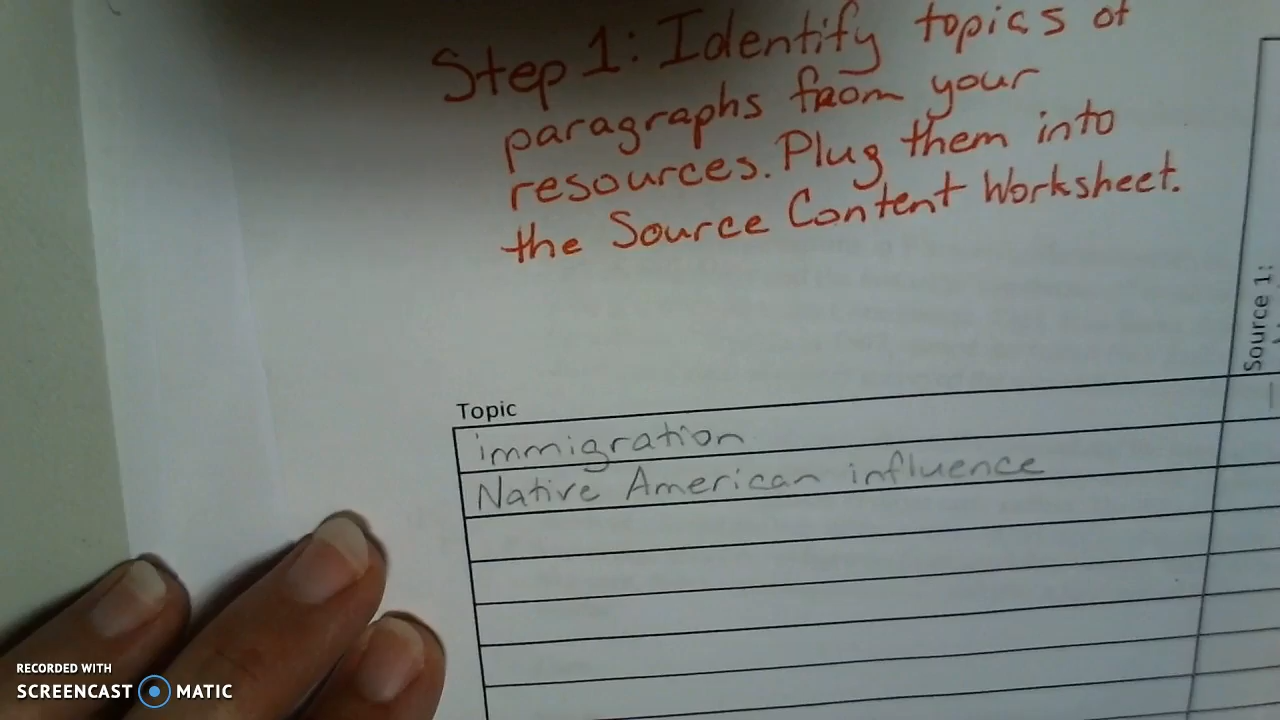 Step 1: Identify topics of
paragraphs from your
resources. Plug them into
the Source Content Worksheet.
Source 1:
Topic
immigration
Native American influence
RECORDED WITH
SCREENCAST MATIC